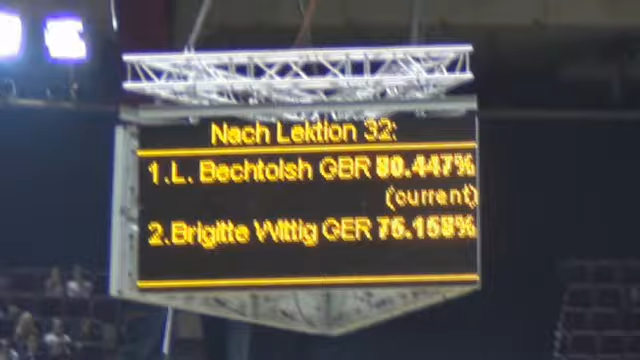 Nach Lektion 32:
1.L. Bechtolsh GBR 80.447%
(current)
2.Brigitte Wittig GER 75.158%